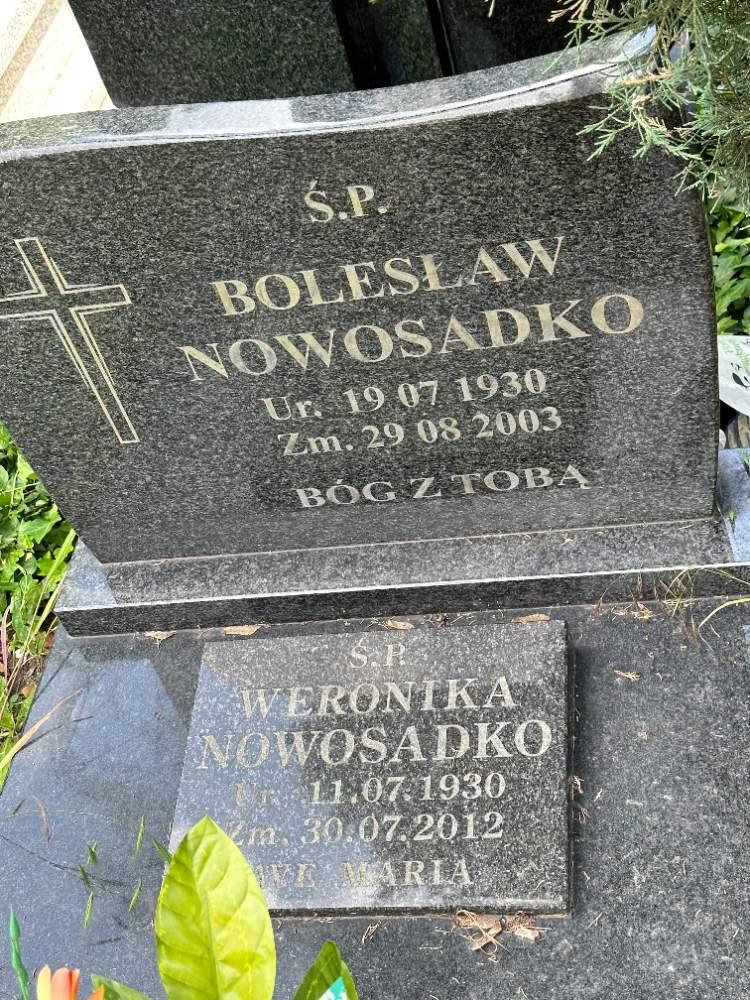 Ś.P.
BOLESŁAW
NOWOSADKO
Ur. 19 07 1930
Zm. 29 08 2003
BÓG Z TOBĄ
Ś.P.
WERONIKA
NOWOSADKO
Ur. 11.07.1930
Zm. 30.07.2012
AVE MARIA